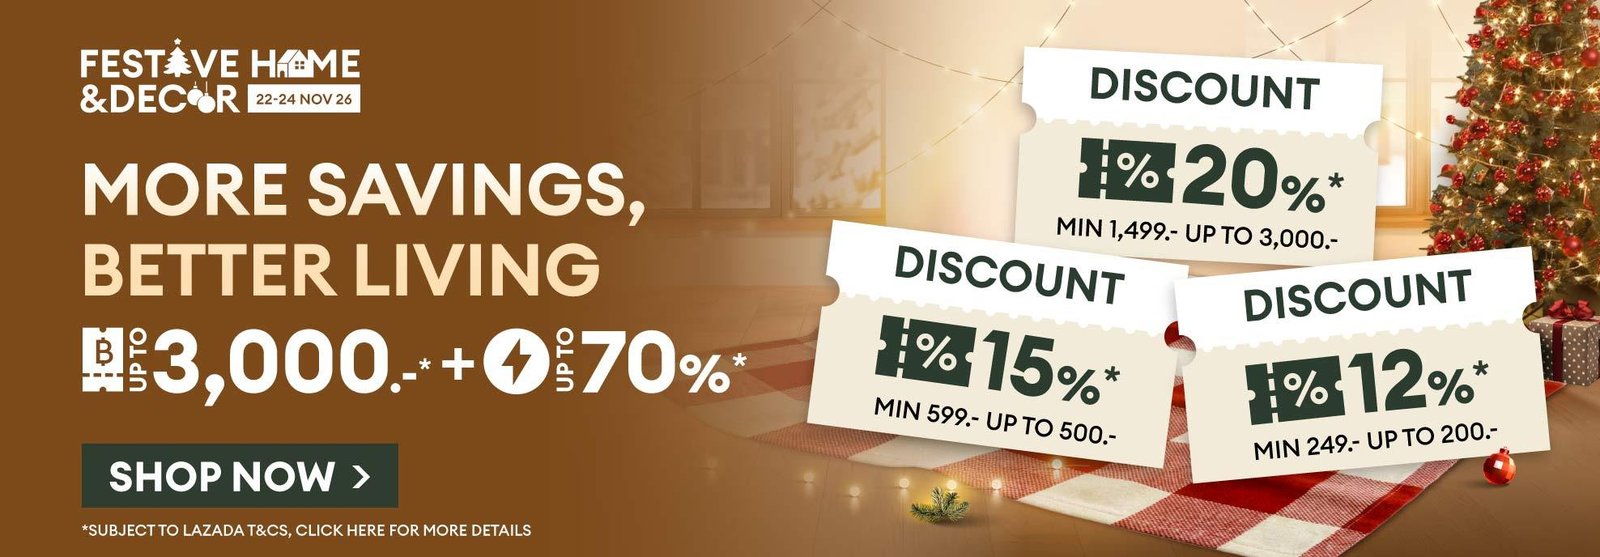 FESTIVE HOME
&DECOR 22-24 NOV 26
MORE SAVINGS,
BETTER LIVING
฿ UP TO 3,000.-* + UP TO 70%*
SHOP NOW >
*SUBJECT TO LAZADA T&CS, CLICK HERE FOR MORE DETAILS
DISCOUNT
% 20%*
MIN 1,499.- UP TO 3,000.-
DISCOUNT
% 15%*
MIN 599.- UP TO 500.-
DISCOUNT
% 12%*
MIN 249.- UP TO 200.-